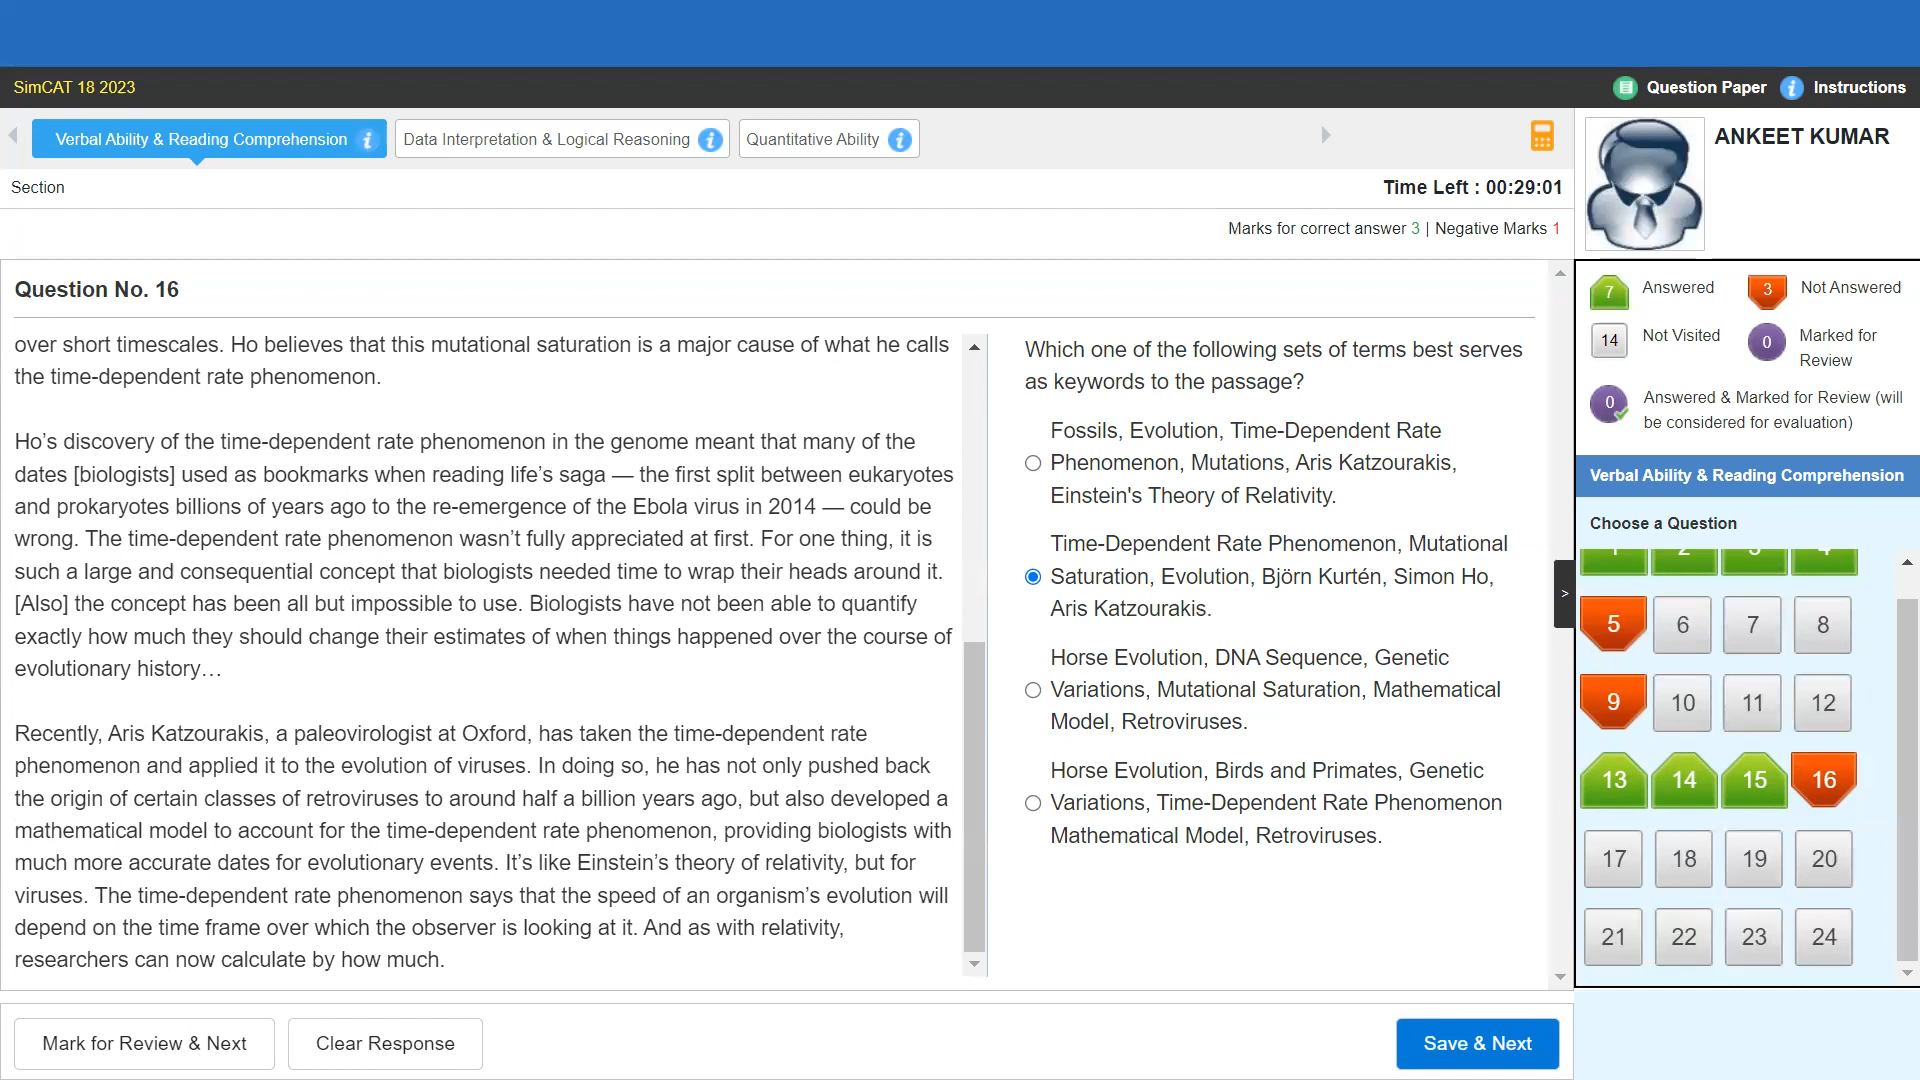 SimCAT 18 2023
Question Paper
Instructions
Verbal Ability & Reading Comprehension
Data Interpretation & Logical Reasoning
Quantitative Ability
ANKEET KUMAR
Section
Time Left : 00:29:01
Marks for correct answer 3 | Negative Marks 1
Question No. 16
over short timescales. Ho believes that this mutational saturation is a major cause of what he calls
the time-dependent rate phenomenon.
Ho’s discovery of the time-dependent rate phenomenon in the genome meant that many of the
dates [biologists] used as bookmarks when reading life’s saga — the first split between eukaryotes
and prokaryotes billions of years ago to the re-emergence of the Ebola virus in 2014 — could be
wrong. The time-dependent rate phenomenon wasn’t fully appreciated at first. For one thing, it is
such a large and consequential concept that biologists needed time to wrap their heads around it.
[Also] the concept has been all but impossible to use. Biologists have not been able to quantify
exactly how much they should change their estimates of when things happened over the course of
evolutionary history…
Recently, Aris Katzourakis, a paleovirologist at Oxford, has taken the time-dependent rate
phenomenon and applied it to the evolution of viruses. In doing so, he has not only pushed back
the origin of certain classes of retroviruses to around half a billion years ago, but also developed a
mathematical model to account for the time-dependent rate phenomenon, providing biologists with
much more accurate dates for evolutionary events. It’s like Einstein’s theory of relativity, but for
viruses. The time-dependent rate phenomenon says that the speed of an organism’s evolution will
depend on the time frame over which the observer is looking at it. And as with relativity,
researchers can now calculate by how much.
Which one of the following sets of terms best serves
as keywords to the passage?
Fossils, Evolution, Time-Dependent Rate
Phenomenon, Mutations, Aris Katzourakis,
Einstein's Theory of Relativity.
Time-Dependent Rate Phenomenon, Mutational
Saturation, Evolution, Björn Kurtén, Simon Ho,
Aris Katzourakis.
Horse Evolution, DNA Sequence, Genetic
Variations, Mutational Saturation, Mathematical
Model, Retroviruses.
Horse Evolution, Birds and Primates, Genetic
Variations, Time-Dependent Rate Phenomenon
Mathematical Model, Retroviruses.
>
7 Answered
3 Not Answered
14 Not Visited
0 Marked for
Review
0 Answered & Marked for Review (will
be considered for evaluation)
Verbal Ability & Reading Comprehension
Choose a Question
1 2 3 4
5 6 7 8
9 10 11 12
13 14 15 16
17 18 19 20
21 22 23 24
Mark for Review & Next
Clear Response
Save & Next